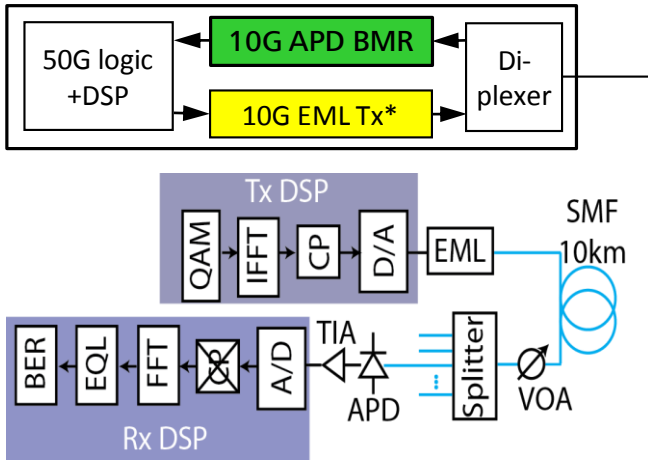 50G logic
+DSP
10G APD BMR
10G EML Tx*
Di-
plexer
Tx DSP
QAM
IFFT
CP
D/A
EML
SMF
10km
BER
EQL
FFT
CP
A/D
TIA
APD
Splitter
VOA
Rx DSP